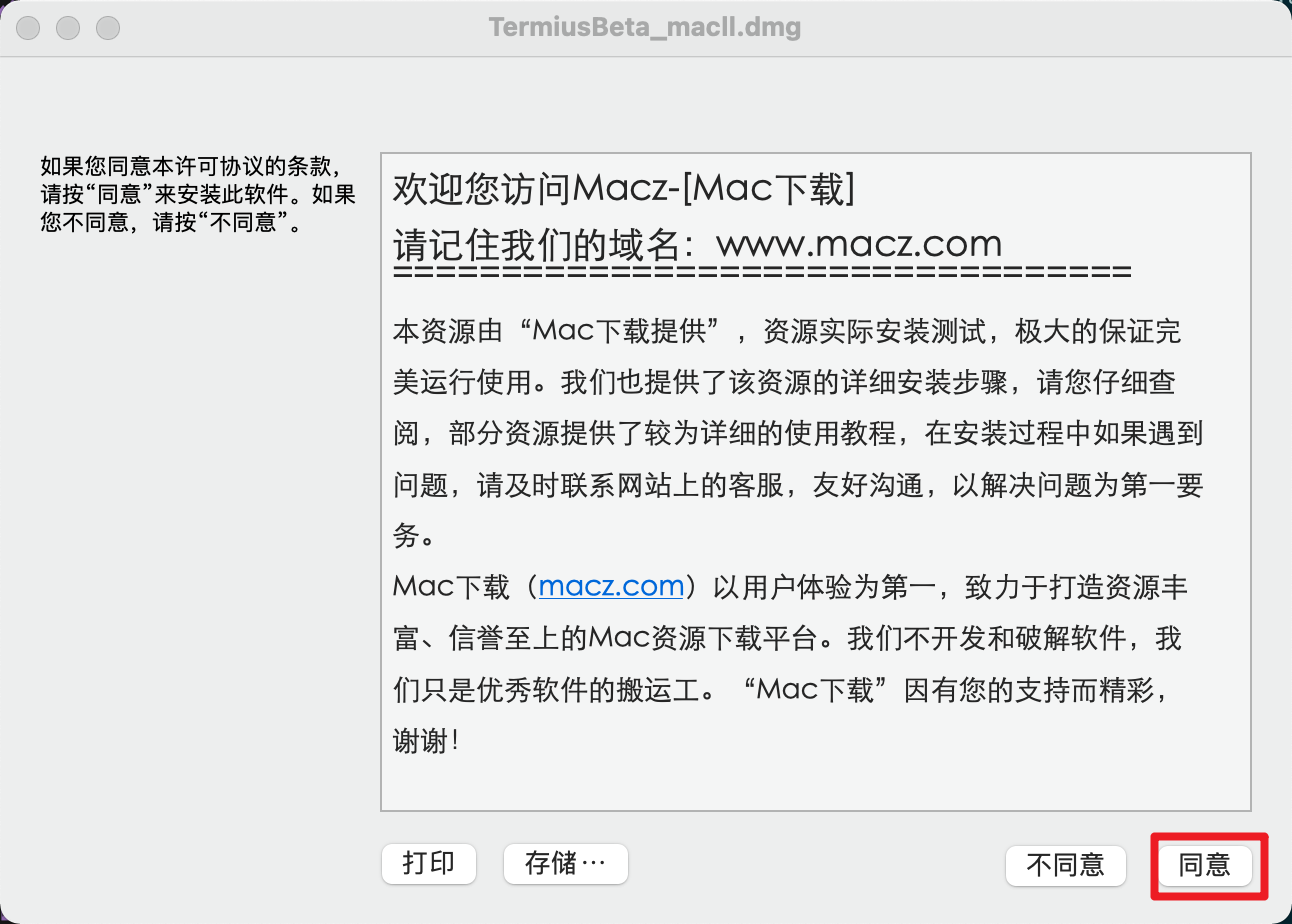 TermiusBeta_macll.dmg
如果您同意本许可协议的条款，
请按“同意”来安装此软件。如果
您不同意，请按“不同意”。
欢迎您访问Macz-[Mac下载]
请记住我们的域名：www.macz.com
==================================
本资源由“Mac下载提供”，资源实际安装测试，极大的保证完
美运行使用。我们也提供了该资源的详细安装步骤，请您仔细查
阅，部分资源提供了较为详细的使用教程，在安装过程中如果遇到
问题，请及时联系网站上的客服，友好沟通，以解决问题为第一要
务。
Mac下载（macz.com）以用户体验为第一，致力于打造资源丰
富、信誉至上的Mac资源下载平台。我们不开发和破解软件，我
们只是优秀软件的搬运工。“Mac下载”因有您的支持而精彩，
谢谢！
打印 存储… 不同意 同意